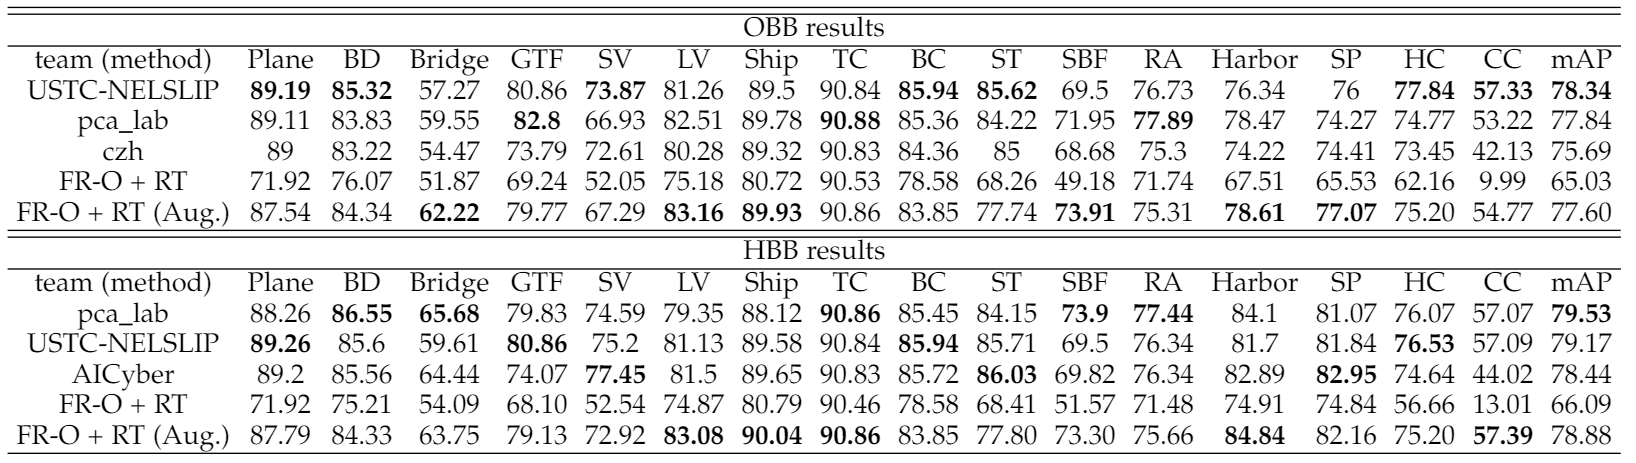 OBB results
team (method) Plane BD Bridge GTF SV LV Ship TC BC ST SBF RA Harbor SP HC CC mAP
USTC-NELSLIP 89.19 85.32 57.27 80.86 73.87 81.26 89.5 90.84 85.94 85.62 69.5 76.73 76.34 76 77.84 57.33 78.34
pca_lab 89.11 83.83 59.55 82.8 66.93 82.51 89.78 90.88 85.36 84.22 71.95 77.89 78.47 74.27 74.77 53.22 77.84
czh 89 83.22 54.47 73.79 72.61 80.28 89.32 90.83 84.36 85 68.68 75.3 74.22 74.41 73.45 42.13 75.69
FR-O + RT 71.92 76.07 51.87 69.24 52.05 75.18 80.72 90.53 78.58 68.26 49.18 71.74 67.51 65.53 62.16 9.99 65.03
FR-O + RT (Aug.) 87.54 84.34 62.22 79.77 67.29 83.16 89.93 90.86 83.85 77.74 73.91 75.31 78.61 77.07 75.20 54.77 77.60
HBB results
team (method) Plane BD Bridge GTF SV LV Ship TC BC ST SBF RA Harbor SP HC CC mAP
pca_lab 88.26 86.55 65.68 79.83 74.59 79.35 88.12 90.86 85.45 84.15 73.9 77.44 84.1 81.07 76.07 57.07 79.53
USTC-NELSLIP 89.26 85.6 59.61 80.86 75.2 81.13 89.58 90.84 85.94 85.71 69.5 76.34 81.7 81.84 76.53 57.09 79.17
AICyber 89.2 85.56 64.44 74.07 77.45 81.5 89.65 90.83 85.72 86.03 69.82 76.34 82.89 82.95 74.64 44.02 78.44
FR-O + RT 71.92 75.21 54.09 68.10 52.54 74.87 80.79 90.46 78.58 68.41 51.57 71.48 74.91 74.84 56.66 13.01 66.09
FR-O + RT (Aug.) 87.79 84.33 63.75 79.13 72.92 83.08 90.04 90.86 83.85 77.80 73.30 75.66 84.84 82.16 75.20 57.39 78.88